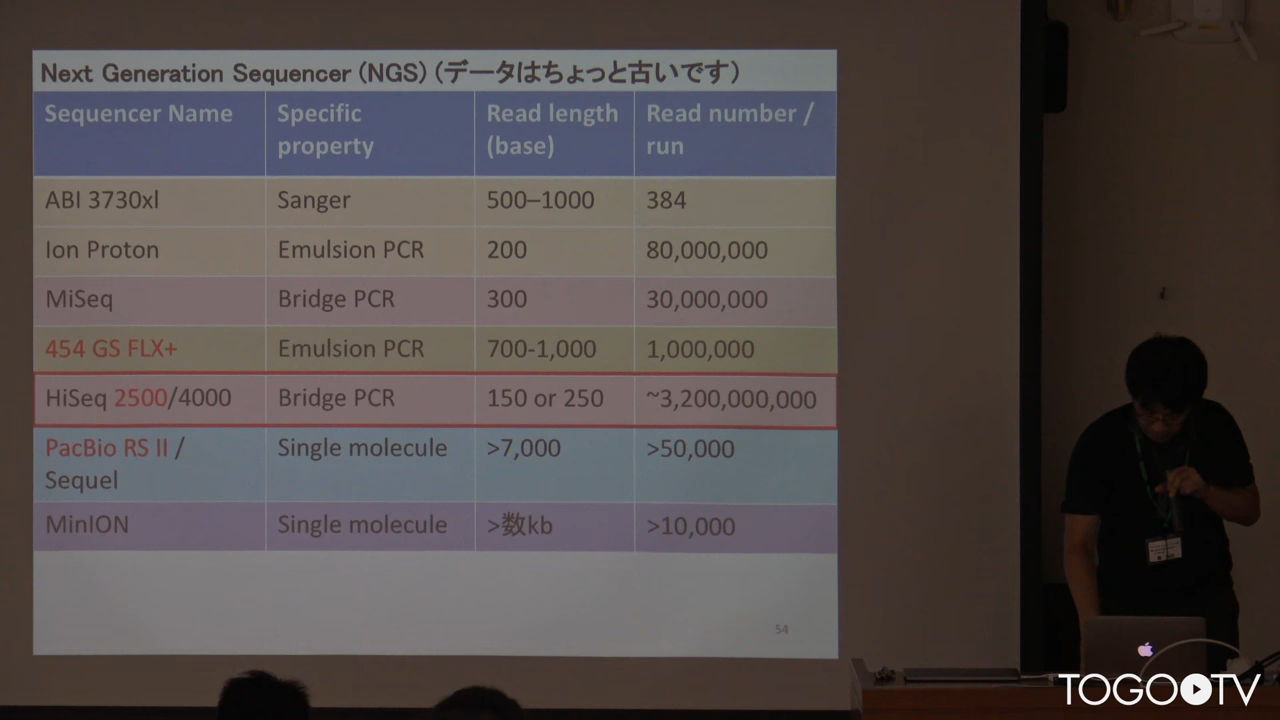 Next Generation Sequencer (NGS) (データはちょっと古いです)
Sequencer Name
Specific property
Read length (base)
Read number / run
ABI 3730xl
Sanger
500–1000
384
Ion Proton
Emulsion PCR
200
80,000,000
MiSeq
Bridge PCR
300
30,000,000
454 GS FLX+
Emulsion PCR
700-1,000
1,000,000
HiSeq 2500/4000
Bridge PCR
150 or 250
~3,200,000,000
PacBio RS II /
Sequel
Single molecule
>7,000
>50,000
MinION
Single molecule
>数kb
>10,000
54
TOGOTV